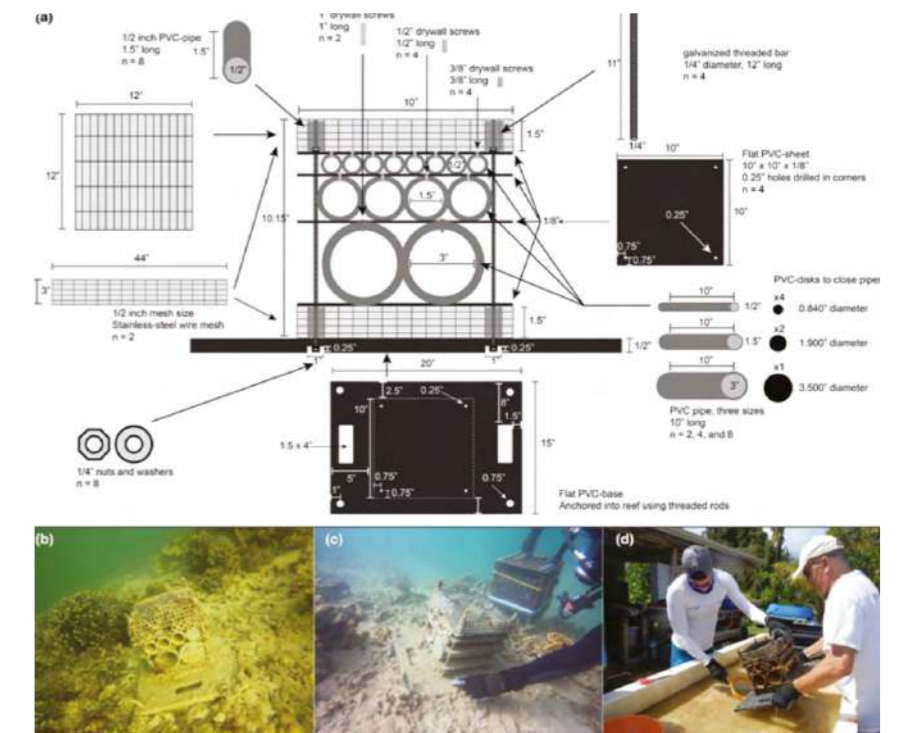 (a)
1" drywall screws
1" long
n = 2
1/2 inch PVC-pipe
1.5" long
n = 8
1.5"
1/2"
1/2" drywall screws
1/2" long
n = 4
3/8" drywall screws
3/8" long
n = 4
11"
1/4"
galvanized threaded bar
1/4" diameter, 12" long
n = 4
12"
12"
10"
1.5"
1/2"
1.5"
10.15"
1/8"
3"
1.5"
10"
10"
0.25"
0.75"
0.75"
Flat PVC-sheet
10" x 10" x 1/8"
0.25" holes drilled in corners
n = 4
44"
3"
1/2 inch mesh size
Stainless-steel wire mesh
n = 2
PVC-disks to close pipes
10"
1/2"
x4
0.840" diameter
10"
1.5"
x2
1.900" diameter
10"
3"
x1
3.500" diameter
PVC pipe, three sizes
10" long
n = 2, 4, and 8
0.25"
0.25"
1/2"
1"
1"
20"
2.5"
0.25"
8"
10"
1.5"
1.5 x 4"
15"
5"
0.75"
0.75"
0.75"
1"
1/4" nuts and washers
n = 8
Flat PVC-base
Anchored into reef using threaded rods
(b)
(c)
(d)